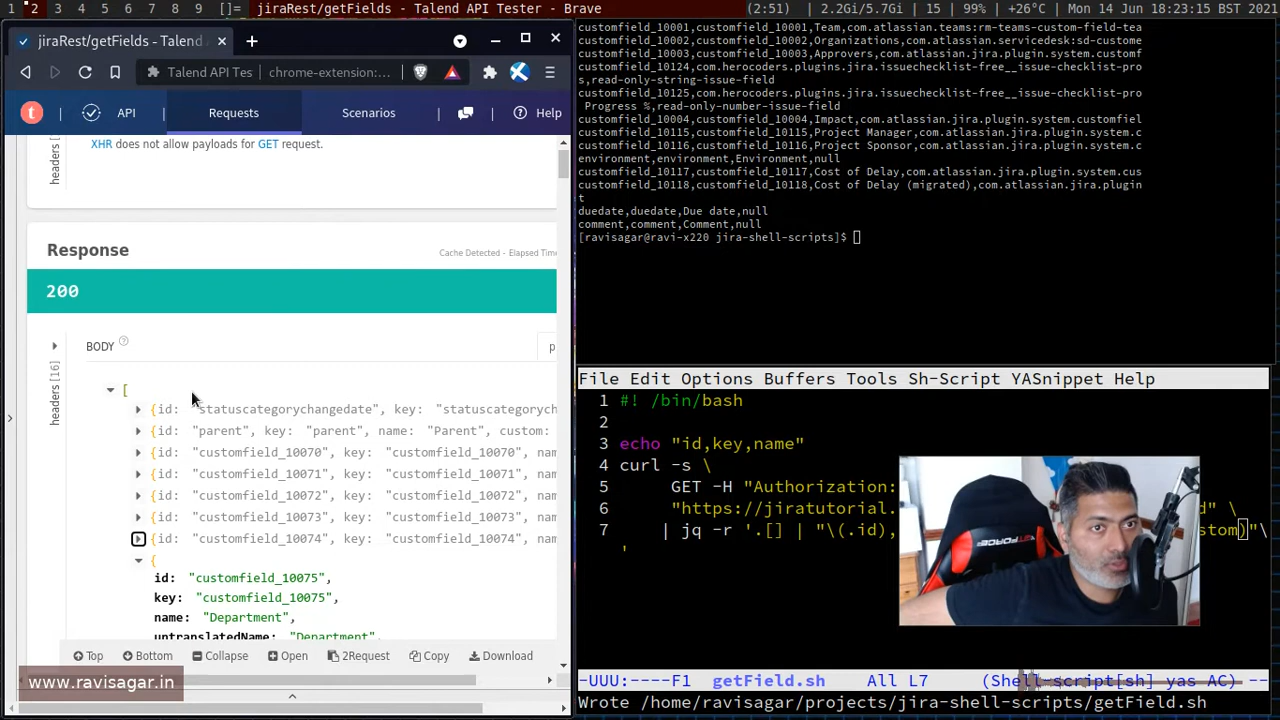 1 2 3 4 5 6 7 8 9 []= jiraRest/getFields - Talend API Tester - Brave (2:51) | 2.2Gi/5.7Gi | 15 | 99% | +26°C | Mon 14 Jun 18:23:15 BST 2021
jiraRest/getFields - Talend A
Talend API Tes chrome-extension:...
API Requests Scenarios Help
XHR does not allow payloads for GET request.
headers
Response
Cache Detected - Elapsed Time
200
BODY
headers [16]
[
{id: "statuscategorychangedate", key: "statuscategorych
{id: "parent", key: "parent", name: "Parent", custom:
{id: "customfield_10070", key: "customfield_10070", nam
{id: "customfield_10071", key: "customfield_10071", nam
{id: "customfield_10072", key: "customfield_10072", nam
{id: "customfield_10073", key: "customfield_10073", nam
{id: "customfield_10074", key: "customfield_10074", nam
{
id: "customfield_10075",
key: "customfield_10075",
name: "Department",
untranslatedName: "Department",
Top Bottom Collapse Open 2Request Copy Download
www.ravisagar.in
customfield_10001,customfield_10001,Team,com.atlassian.teams:rm-teams-custom-field-tea
customfield_10002,customfield_10002,Organizations,com.atlassian.servicedesk:sd-custome
customfield_10003,customfield_10003,Approvers,com.atlassian.jira.plugin.system.customf
customfield_10124,com.herocoders.plugins.jira.issuechecklist-free__issue-checklist-pro
s,read-only-string-issue-field
customfield_10125,com.herocoders.plugins.jira.issuechecklist-free__issue-checklist-pro
Progress %,read-only-number-issue-field
customfield_10004,customfield_10004,Impact,com.atlassian.jira.plugin.system.customfiel
customfield_10115,customfield_10115,Project Manager,com.atlassian.jira.plugin.system.c
customfield_10116,customfield_10116,Project Sponsor,com.atlassian.jira.plugin.system.c
environment,environment,Environment,null
customfield_10117,customfield_10117,Cost of Delay,com.atlassian.jira.plugin.system.cus
customfield_10118,customfield_10118,Cost of Delay (migrated),com.atlassian.jira.plugin
t
duedate,duedate,Due date,null
comment,comment,Comment,null
[ravisagar@ravi-x220 jira-shell-scripts]$
File Edit Options Buffers Tools Sh-Script YASnippet Help
1 #! /bin/bash
2
3 echo "id,key,name"
4 curl -s \
5 GET -H "Authorization:
6 "https://jiratutorial. d" \
7 | jq -r '.[] | "\(.id), stom)"\
'
-UUU:----F1 getField.sh All L7 (Shell-script[sh] yas AC)
Wrote /home/ravisagar/projects/jira-shell-scripts/getField.sh